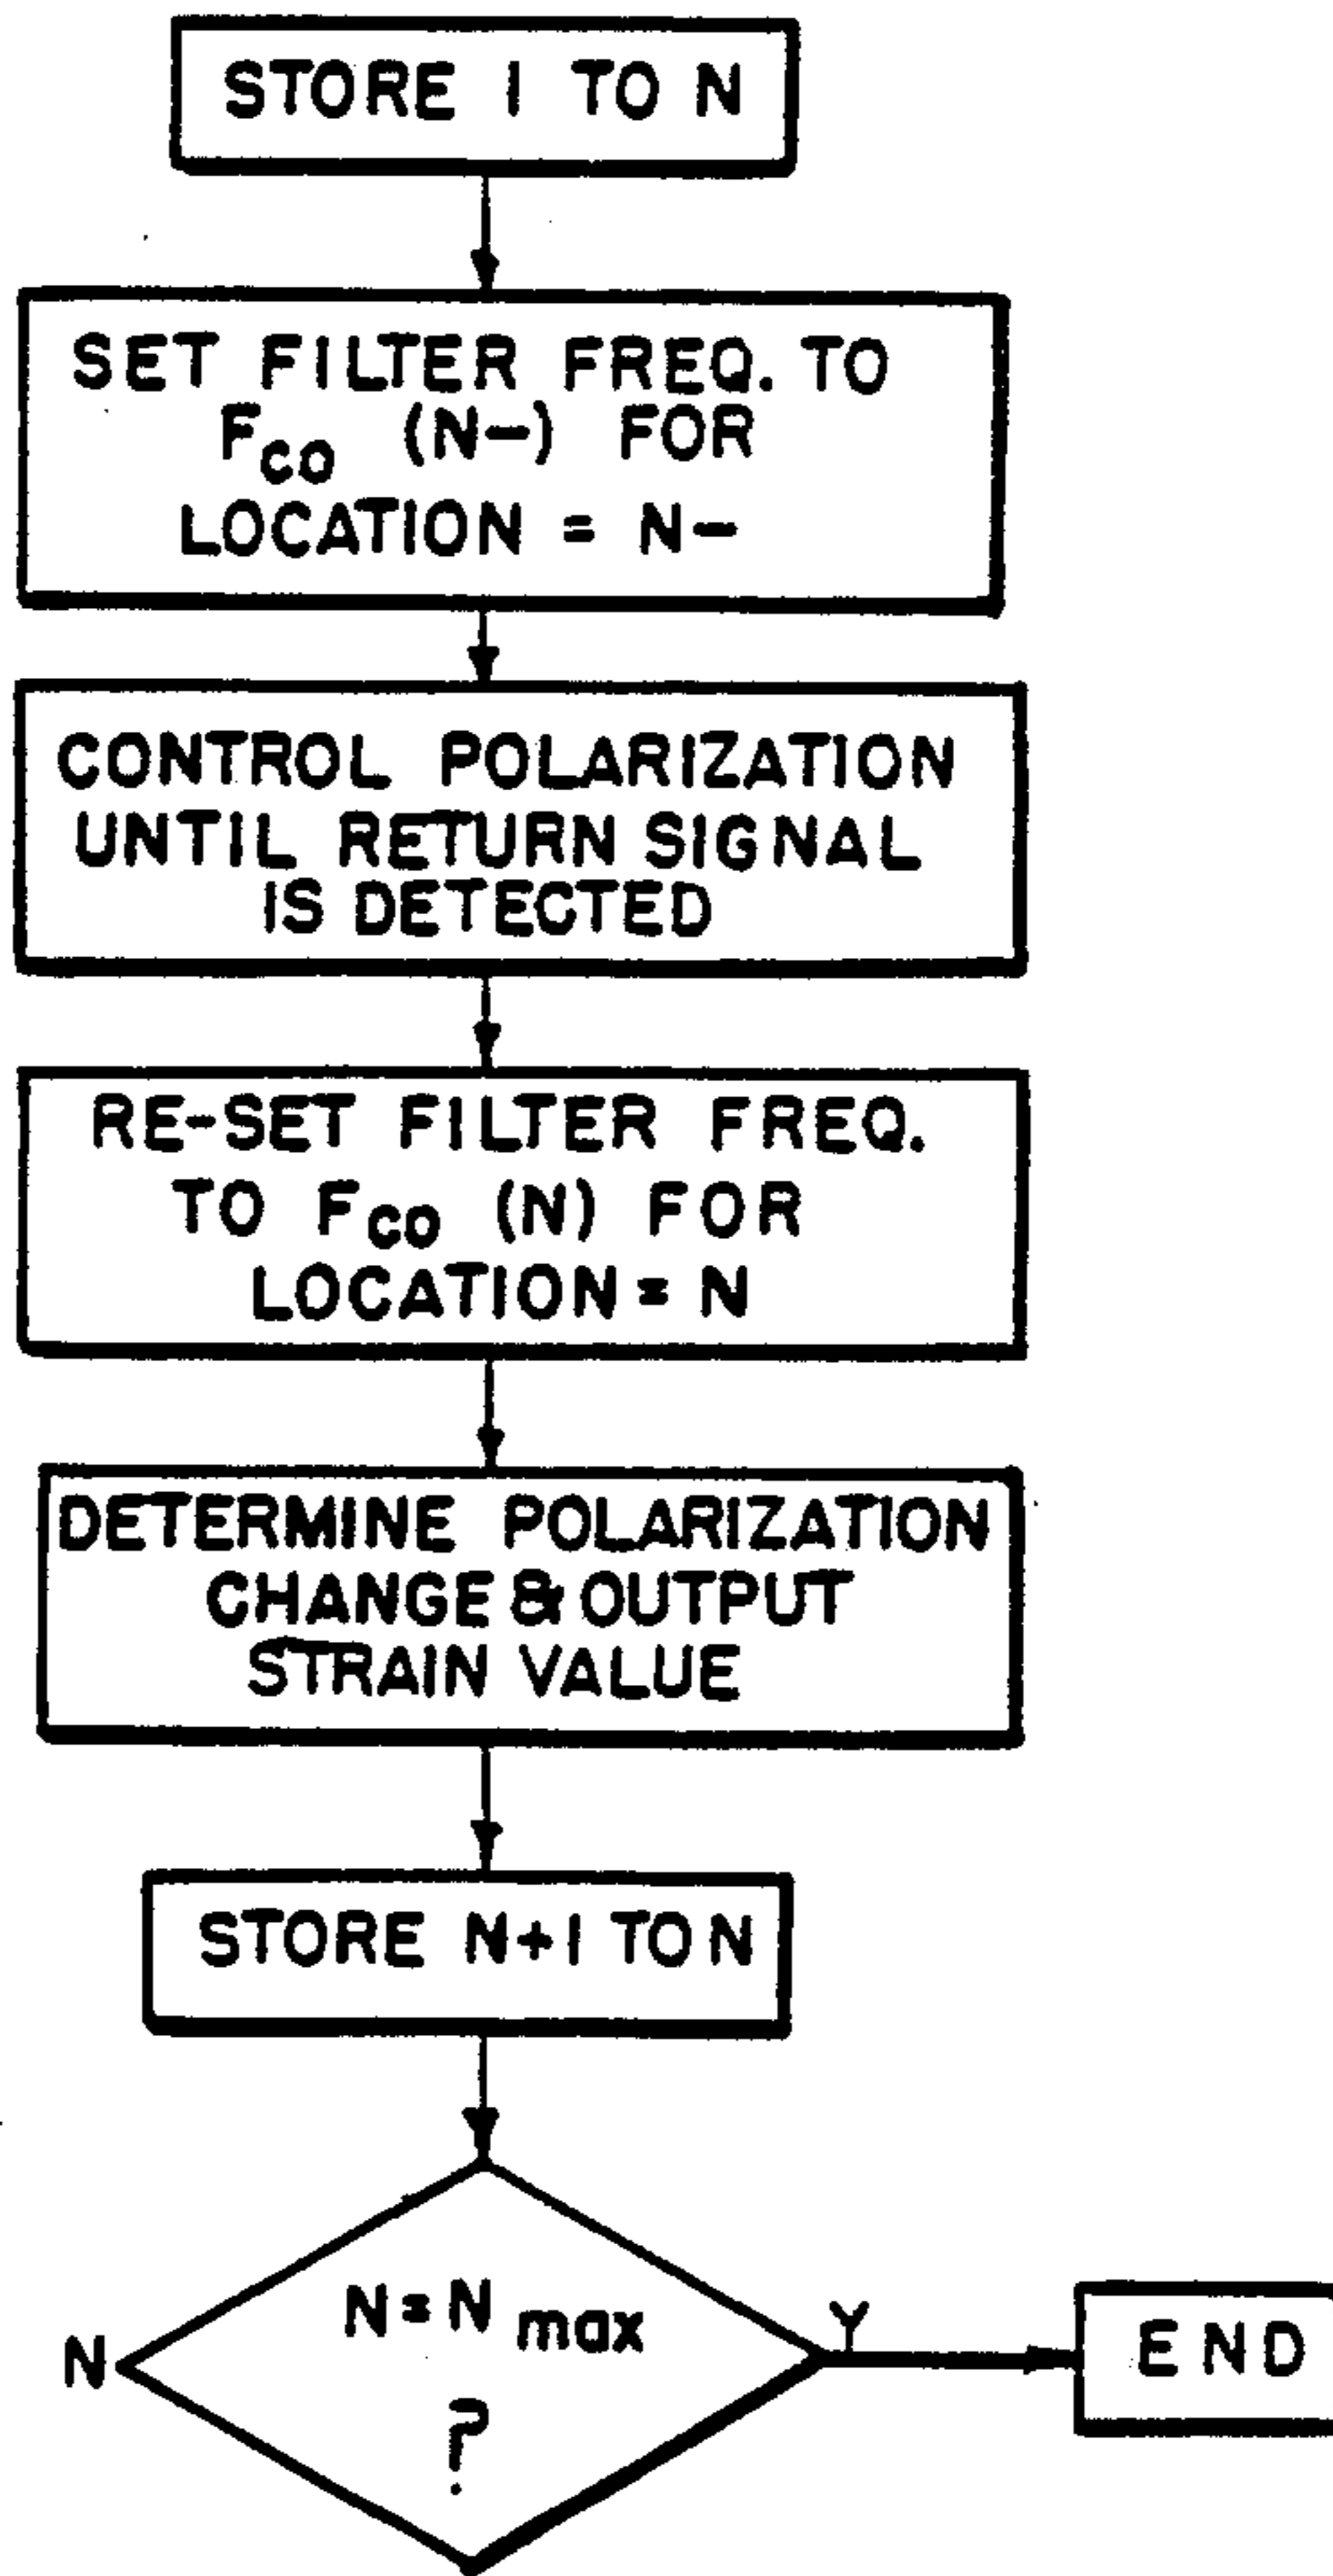 STORE 1 TO N
SET FILTER FREQ. TO
Fco (N-) FOR
LOCATION = N-
CONTROL POLARIZATION
UNTIL RETURN SIGNAL
IS DETECTED
RE-SET FILTER FREQ.
TO Fco (N) FOR
LOCATION = N
DETERMINE POLARIZATION
CHANGE & OUTPUT
STRAIN VALUE
STORE N+1 TO N
N=N max
?
N
Y
END